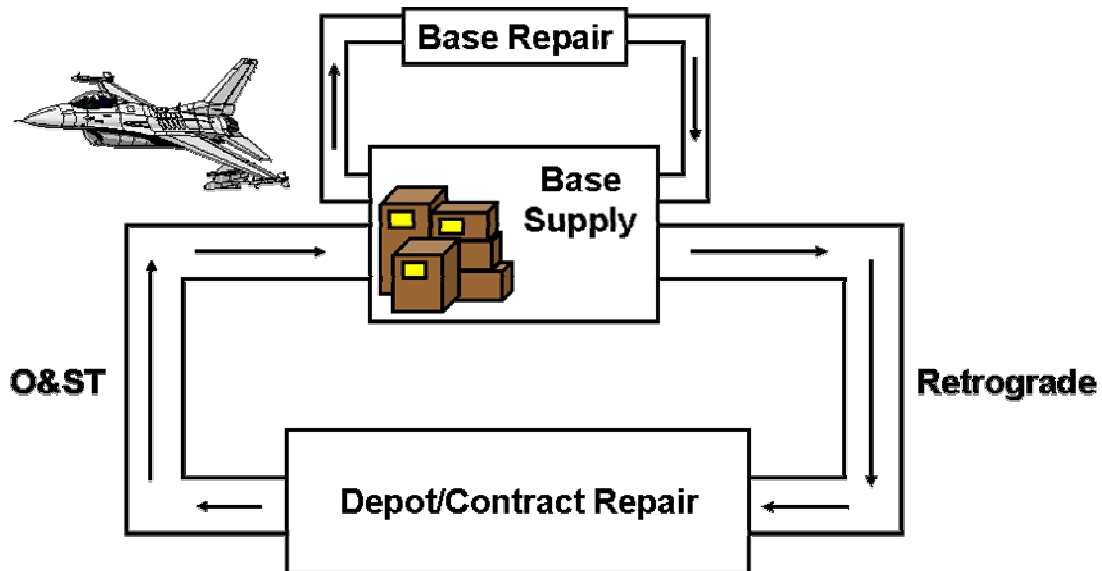 Base Repair
Base
Supply
O&ST
Retrograde
Depot/Contract Repair